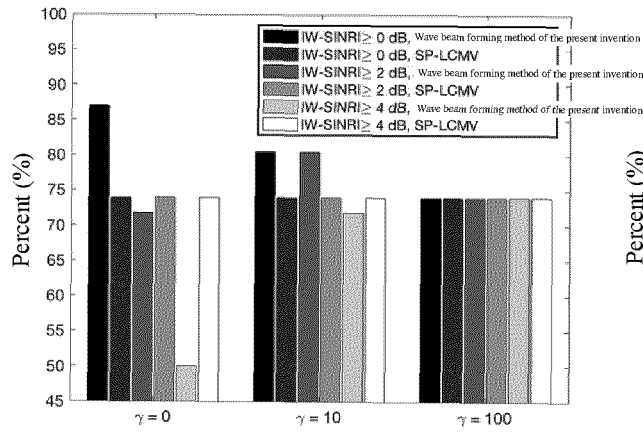 100
95
90
85
80
75
70
65
60
55
50
45
Percent (%)
IW-SINRI≥ 0 dB, Wave beam forming method of the present invention
IW-SINRI≥ 0 dB, SP-LCMV
IW-SINRI≥ 2 dB, Wave beam forming method of the present invention
IW-SINRI≥ 2 dB, SP-LCMV
IW-SINRI≥ 4 dB, Wave beam forming method of the present invention
IW-SINRI≥ 4 dB, SP-LCMV
γ = 0
γ = 10
γ = 100
Percent (%)